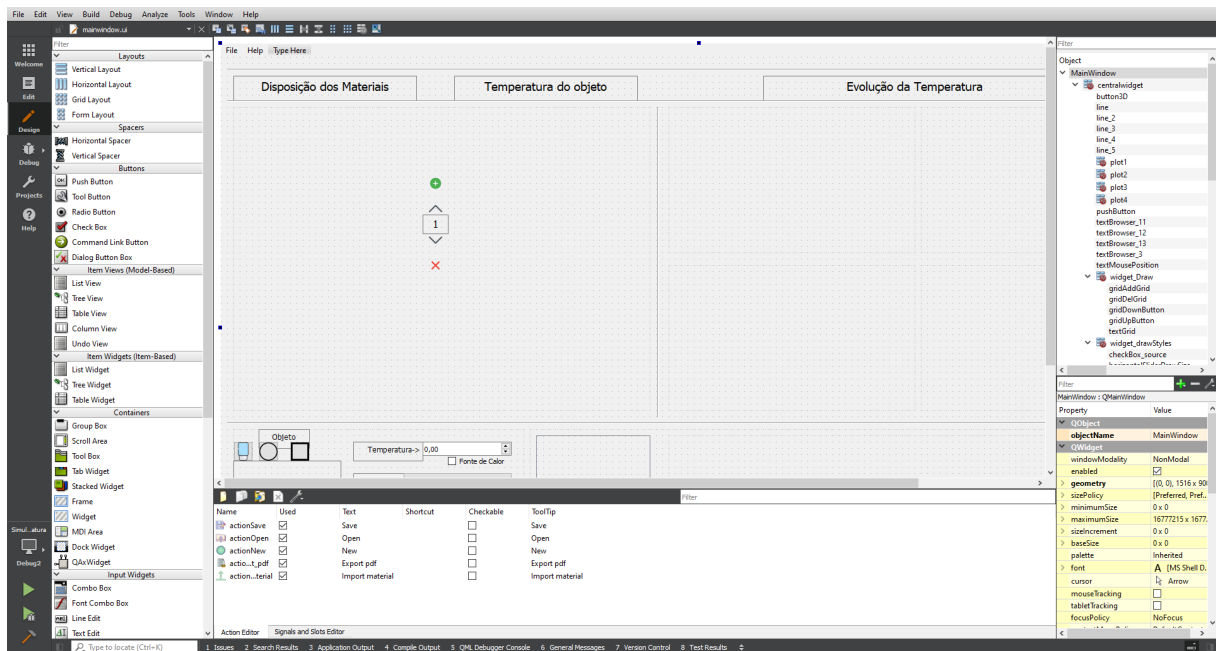 File Edit View Build Debug Analyze Tools Window Help
mainwindow.ui
Welcome
Edit
Design
Debug
Projects
Help
Simul...atura
Debug2
Filter
Layouts
Vertical Layout
Horizontal Layout
Grid Layout
Form Layout
Spacers
Horizontal Spacer
Vertical Spacer
Buttons
Push Button
Tool Button
Radio Button
Check Box
Command Link Button
Dialog Button Box
Item Views (Model-Based)
List View
Tree View
Table View
Column View
Undo View
Item Widgets (Item-Based)
List Widget
Tree Widget
Table Widget
Containers
Group Box
Scroll Area
Tool Box
Tab Widget
Stacked Widget
Frame
Widget
MDI Area
Dock Widget
QAxWidget
Input Widgets
Combo Box
Font Combo Box
Line Edit
Text Edit
File Help Type Here
Disposição dos Materiais Temperatura do objeto Evolução da Temperatura
1
Objeto
Temperatura-> 0,00
Fonte de Calor
Filter
Name Used Text Shortcut Checkable ToolTip
actionSave Save Save
actionOpen Open Open
actionNew New New
action...t_pdf Export pdf Export pdf
action...terial Import material Import material
Action Editor Signals and Slots Editor
Filter
Object
MainWindow
centralwidget
button3D
line
line_2
line_3
line_4
line_5
plot1
plot2
plot3
plot4
pushButton
textBrowser_11
textBrowser_12
textBrowser_13
textBrowser_3
textMousePosition
widget_Draw
gridAddGrid
gridDelGrid
gridDownButton
gridUpButton
textGrid
widget_drawStyles
checkBox_source
Filter
MainWindow : QMainWindow
Property Value
QObject
objectName MainWindow
QWidget
windowModality NonModal
enabled
geometry [(0, 0), 1516 x 90
sizePolicy [Preferred, Pref...
minimumSize 0 x 0
maximumSize 16777215 x 1677...
sizeIncrement 0 x 0
baseSize 0 x 0
palette Inherited
font A [MS Shell D...
cursor Arrow
mouseTracking
tabletTracking
focusPolicy NoFocus
Type to locate (Ctrl+K) 1 Issues 2 Search Results 3 Application Output 4 Compile Output 5 QML Debugger Console 6 General Messages 7 Version Control 8 Test Results